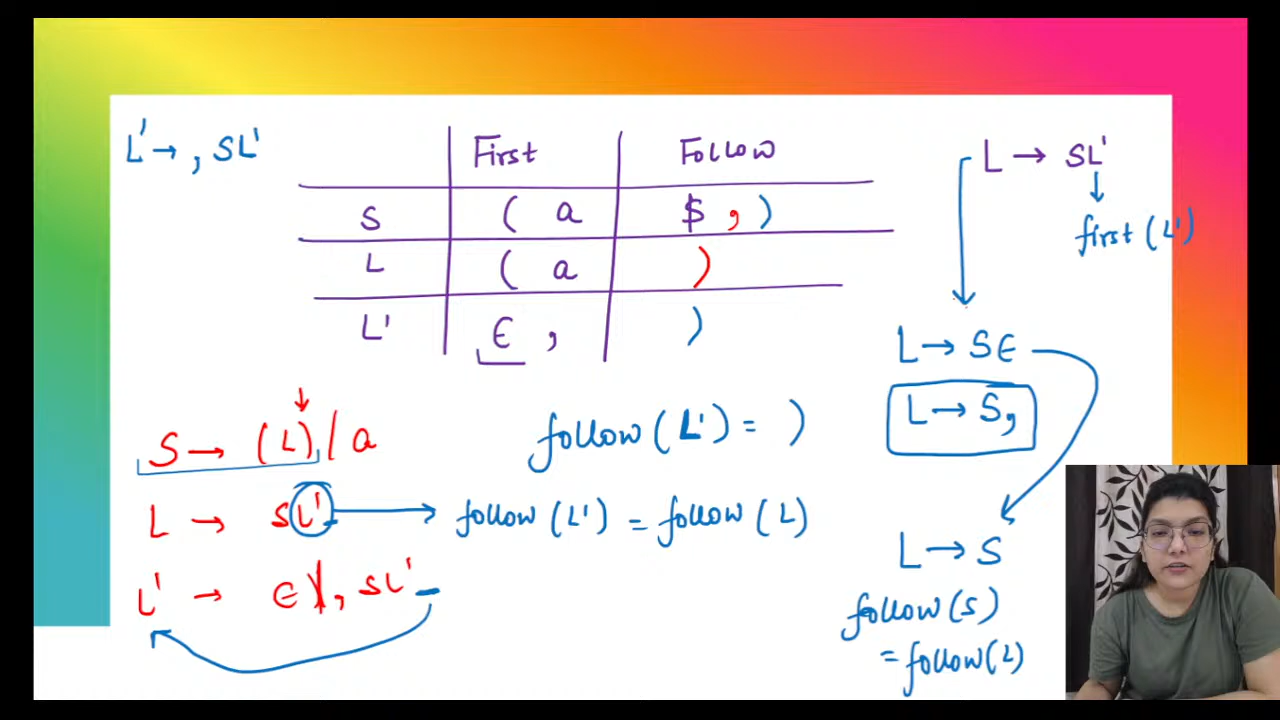 L' → , SL'
First Follow
S ( a $ , )
L ( a )
L' ϵ , )
L → SL'
first (L')
L → Sϵ
L → S,
L → S
follow(S)
= follow(L)
S → (L) / a
follow (L') = )
L → SL'
follow (L') = follow (L)
L' → ϵ / , SL'